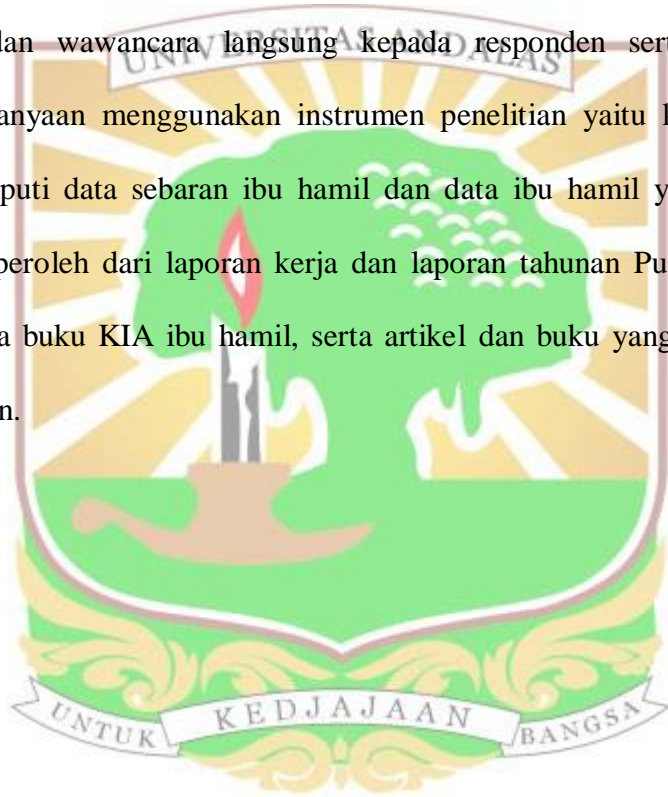 dan wawancara langsung kepada responden sert
UNIVERSITAS ANDALAS
anyaan menggunakan instrumen penelitian yaitu
puti data sebaran ibu hamil dan data ibu hamil y
peroleh dari laporan kerja dan laporan tahunan Pu
a buku KIA ibu hamil, serta artikel dan buku yang
n.
UNTUK KEDJAJAAN BANGSA